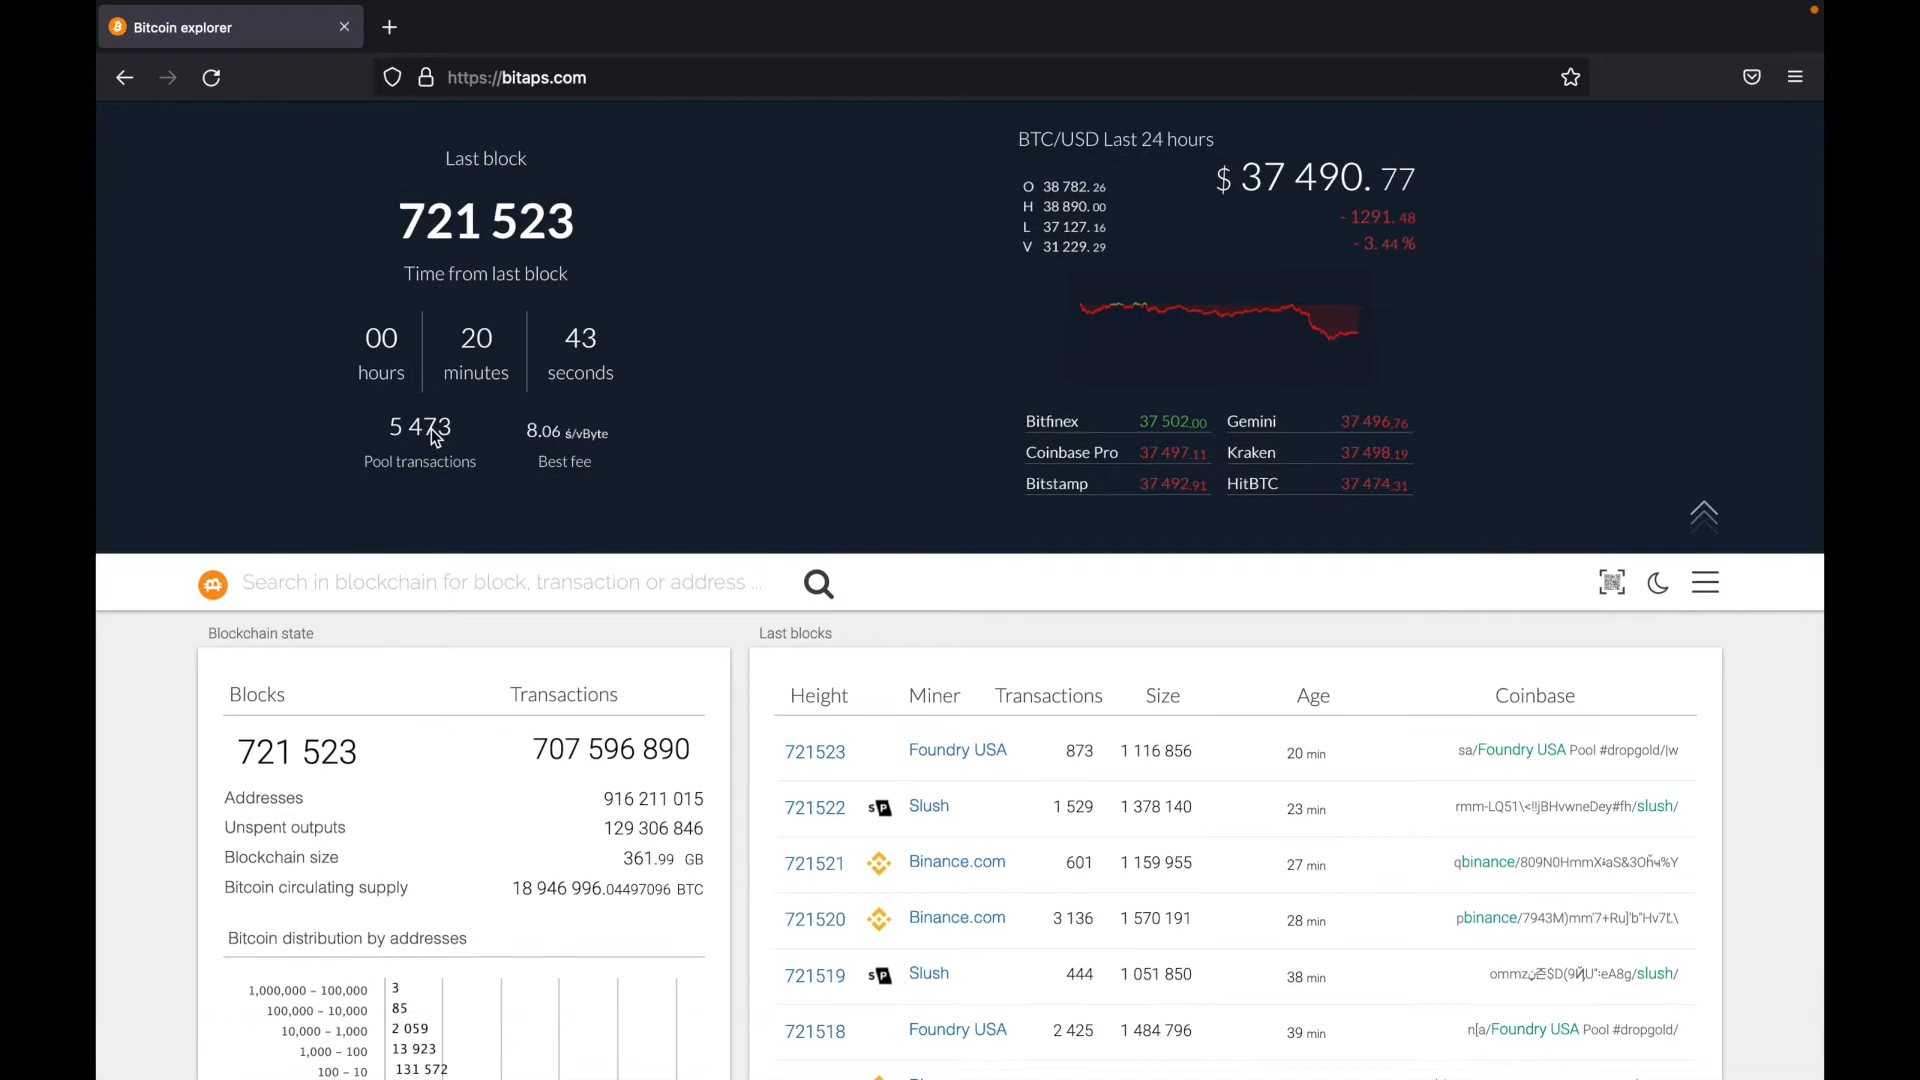 Bitcoin explorer
https://bitaps.com
Last block
721 523
Time from last block
00 hours
20 minutes
43 seconds
5 473
Pool transactions
8.06 ś/vByte
Best fee
BTC/USD Last 24 hours
$ 37 490. 77
- 1291. 48
- 3. 44 %
O 38 782. 26
H 38 890. 00
L 37 127. 16
V 31 229. 29
Bitfinex 37 502.00 Gemini 37 496.76
Coinbase Pro 37 497.11 Kraken 37 498.19
Bitstamp 37 492.91 HitBTC 37 474.31
Search in blockchain for block, transaction or address ...
Blockchain state
Blocks Transactions
721 523 707 596 890
Addresses 916 211 015
Unspent outputs 129 306 846
Blockchain size 361.99 GB
Bitcoin circulating supply 18 946 996.04497096 BTC
Bitcoin distribution by addresses
1,000,000 – 100,000 3
100,000 – 10,000 85
10,000 – 1,000 2 059
1,000 – 100 13 923
100 – 10 131 572
Last blocks
Height Miner Transactions Size Age Coinbase
721523 Foundry USA 873 1 116 856 20 min sa/Foundry USA Pool #dropgold/|w
721522 Slush 1 529 1 378 140 23 min rmm-LQ51\<!!jBHvwneDey#fh/slush/
721521 Binance.com 601 1 159 955 27 min
721520 Binance.com 3 136 1 570 191 28 min
721519 Slush 444 1 051 850 38 min
721518 Foundry USA 2 425 1 484 796 39 min n[a/Foundry USA Pool #dropgold/